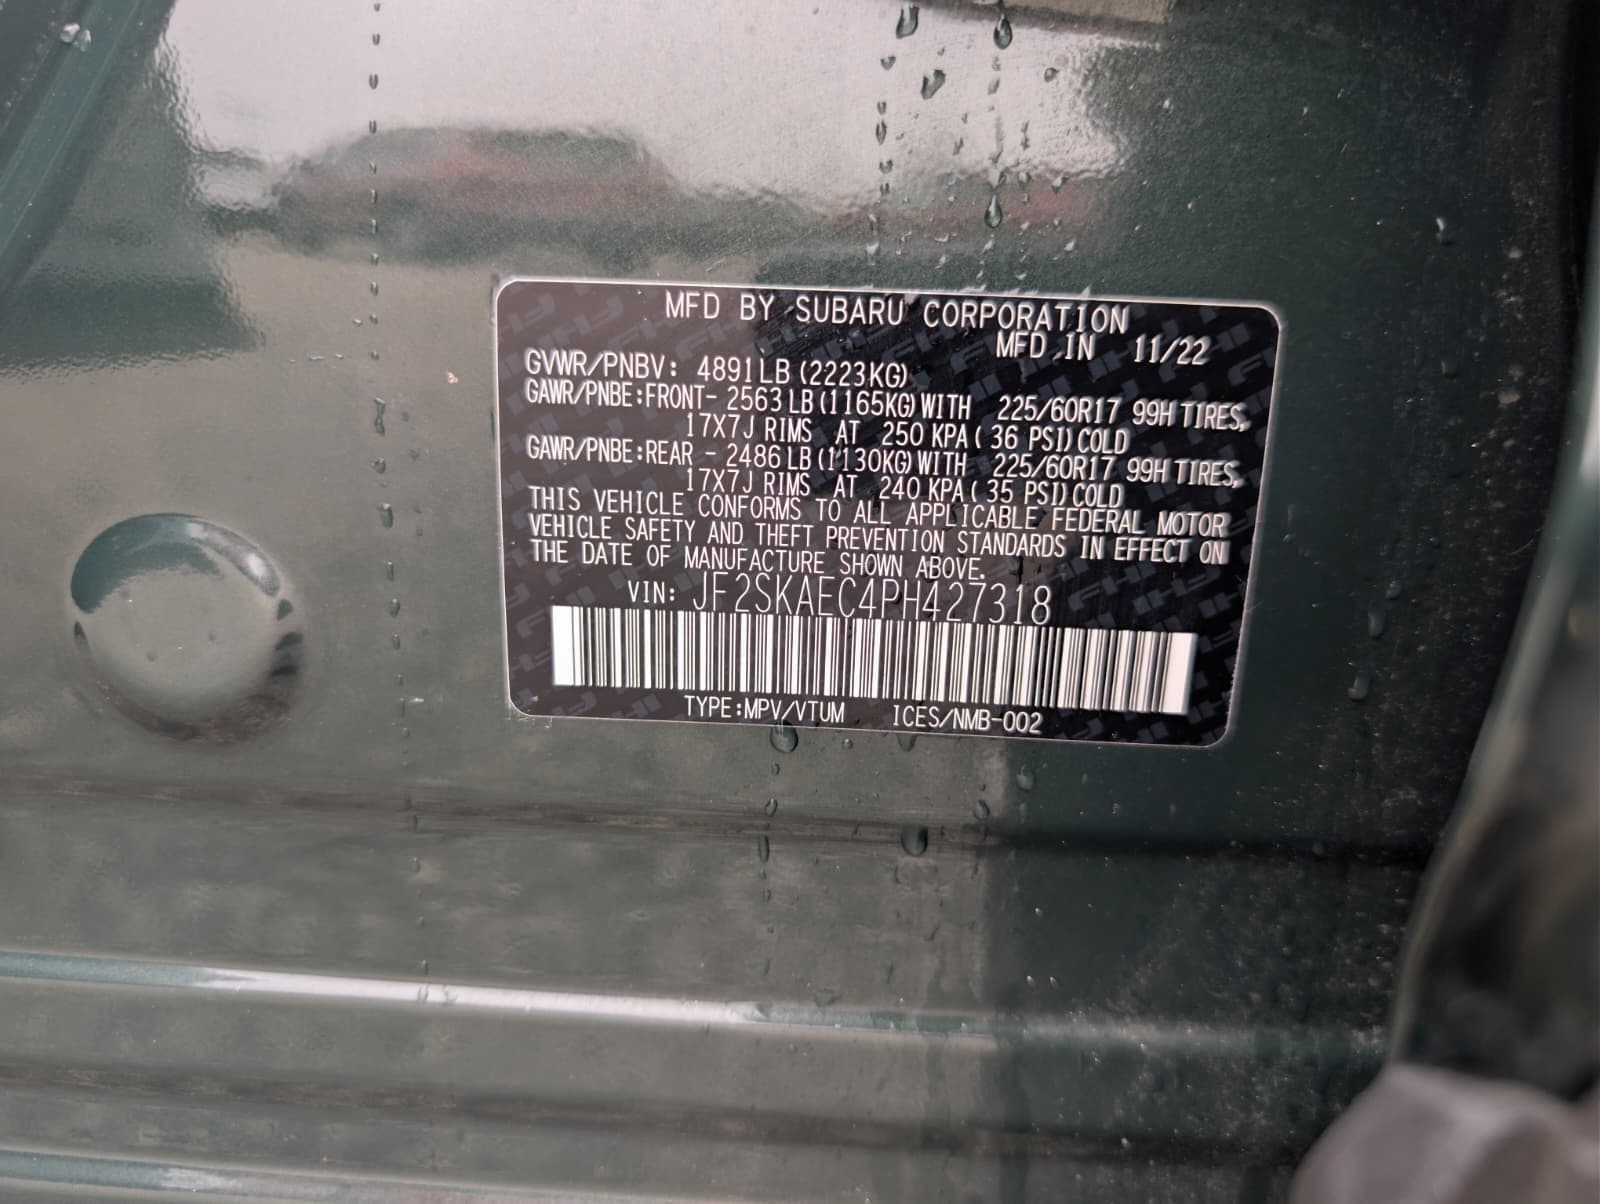 MFD BY SUBARU CORPORATION
MFD IN 11/22
GVWR/PNBV: 4891LB (2223KG)
GAWR/PNBE:FRONT- 2563 LB (1165KG) WITH 225/60R17 99H TIRES,
17X7J RIMS AT 250 KPA ( 36 PSI) COLD
GAWR/PNBE:REAR - 2486 LB (1130KG) WITH 225/60R17 99H TIRES,
17X7J RIMS AT 240 KPA ( 35 PSI) COLD
THIS VEHICLE CONFORMS TO ALL APPLICABLE FEDERAL MOTOR
VEHICLE SAFETY AND THEFT PREVENTION STANDARDS IN EFFECT ON
THE DATE OF MANUFACTURE SHOWN ABOVE.
VIN: JF2SKAEC4PH427318
TYPE:MPV/VTUM ICES/NMB-002